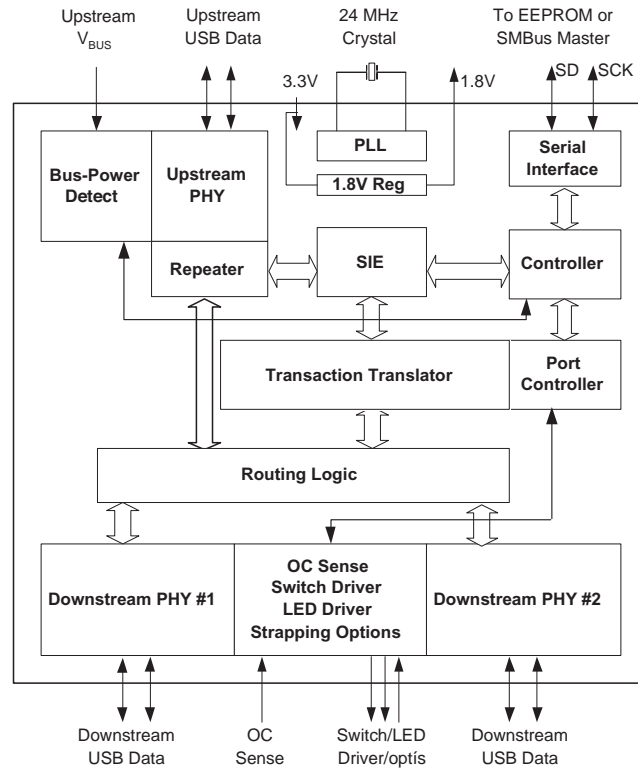 Upstream
VBUS
Upstream
USB Data
24 MHz
Crystal
To EEPROM or
SMBus Master
3.3V
1.8V
SD
SCK
Bus-Power
Detect
Upstream
PHY
PLL
1.8V Reg
Serial
Interface
Repeater
SIE
Controller
Transaction Translator
Port
Controller
Routing Logic
Downstream PHY #1
OC Sense
Switch Driver
LED Driver
Strapping Options
Downstream PHY #2
Downstream
USB Data
OC
Sense
Switch/LED
Driver/optís
Downstream
USB Data